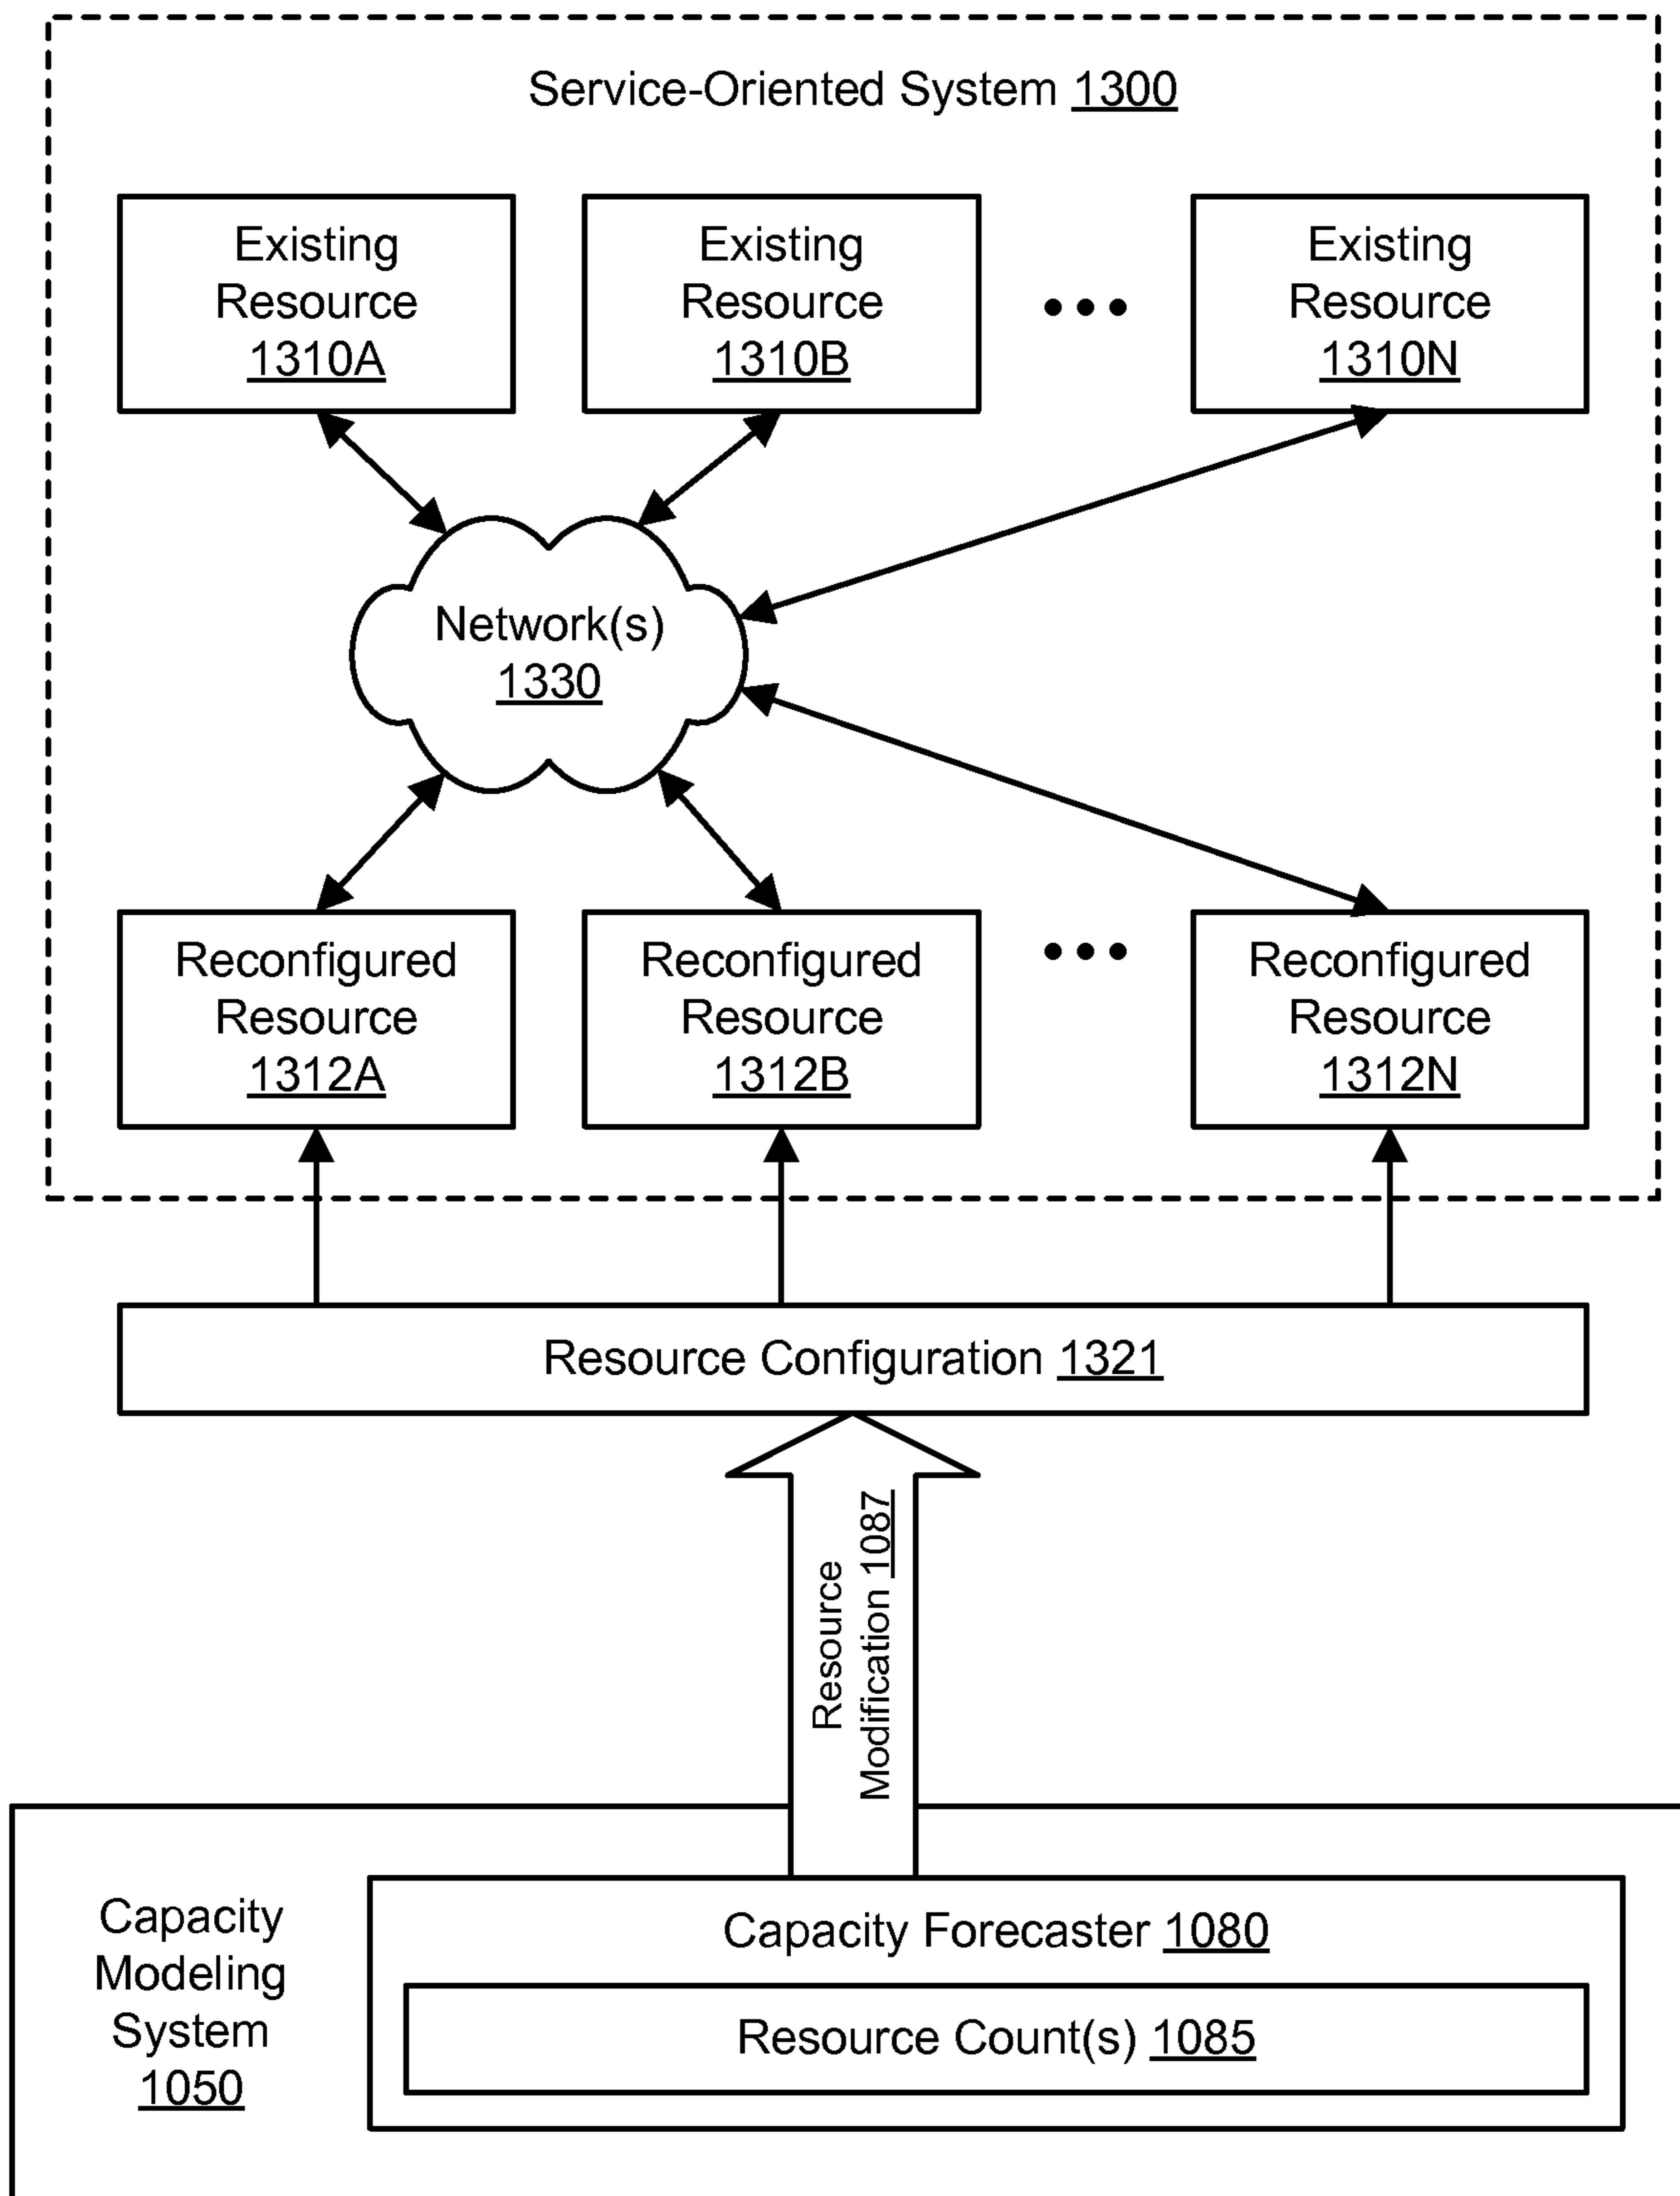 Service-Oriented System 1300
Existing
Resource
1310A
Existing
Resource
1310B
Existing
Resource
1310N
Network(s)
1330
Reconfigured
Resource
1312A
Reconfigured
Resource
1312B
Reconfigured
Resource
1312N
Resource Configuration 1321
Resource
Modification 1087
Capacity
Modeling
System
1050
Capacity Forecaster 1080
Resource Count(s) 1085